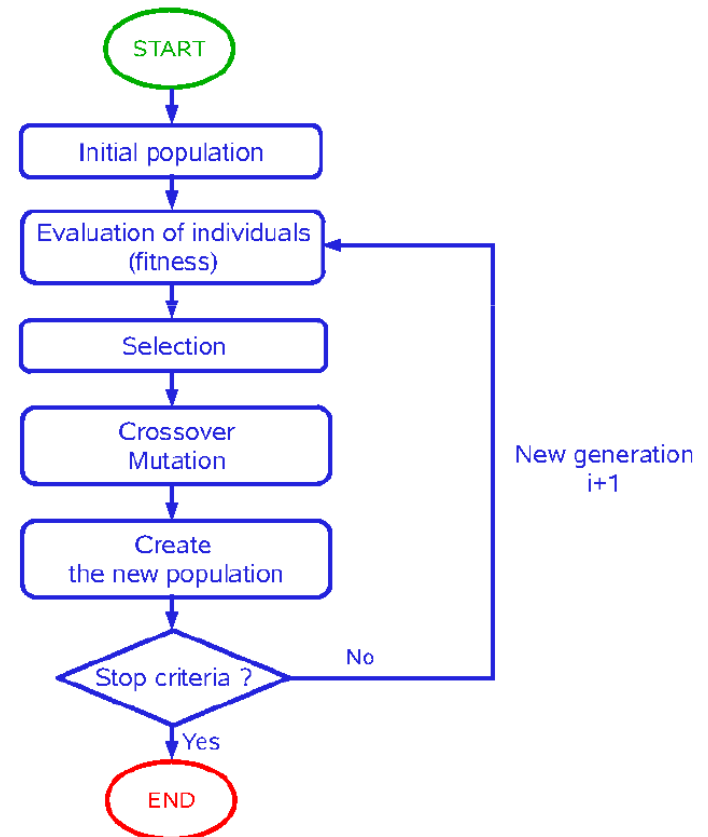 START
Initial population
Evaluation of individuals
(fitness)
Selection
Crossover
Mutation
Create
the new population
New generation
i+1
Stop criteria ?
No
Yes
END